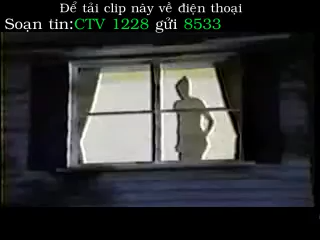 Để tải clip này về điện thoại
Soạn tin:CTV 1228 gửi 8533